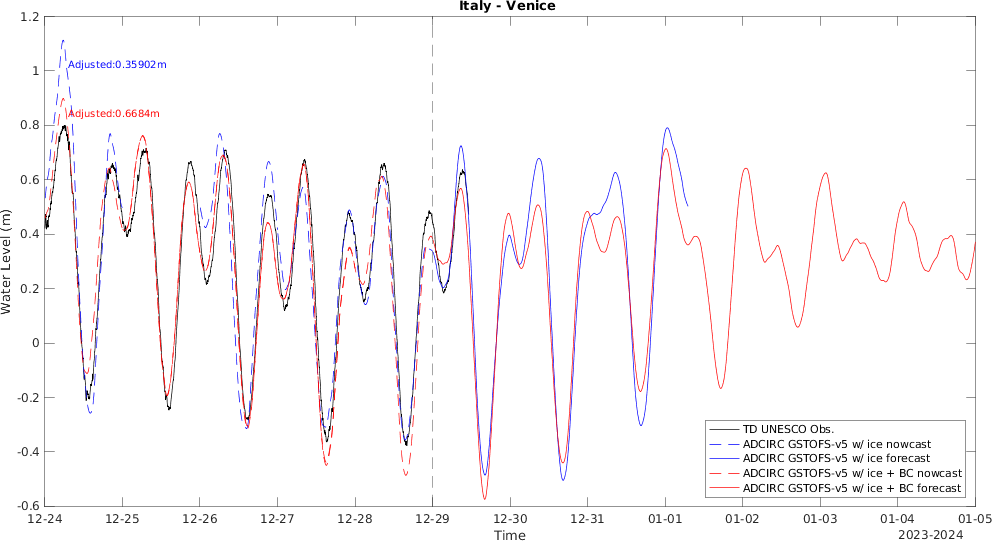 Italy - Venice
1.2
1
0.8
0.6
0.4
0.2
0
-0.2
-0.4
-0.6
Water Level (m)
Adjusted:0.35902m
Adjusted:0.6684m
TD UNESCO Obs.
ADCIRC GSTOFS-v5 w/ ice nowcast
ADCIRC GSTOFS-v5 w/ ice forecast
ADCIRC GSTOFS-v5 w/ ice + BC nowcast
ADCIRC GSTOFS-v5 w/ ice + BC forecast
12-24 12-25 12-26 12-27 12-28 12-29 12-30 12-31 01-01 01-02 01-03 01-04 01-05
Time
2023-2024